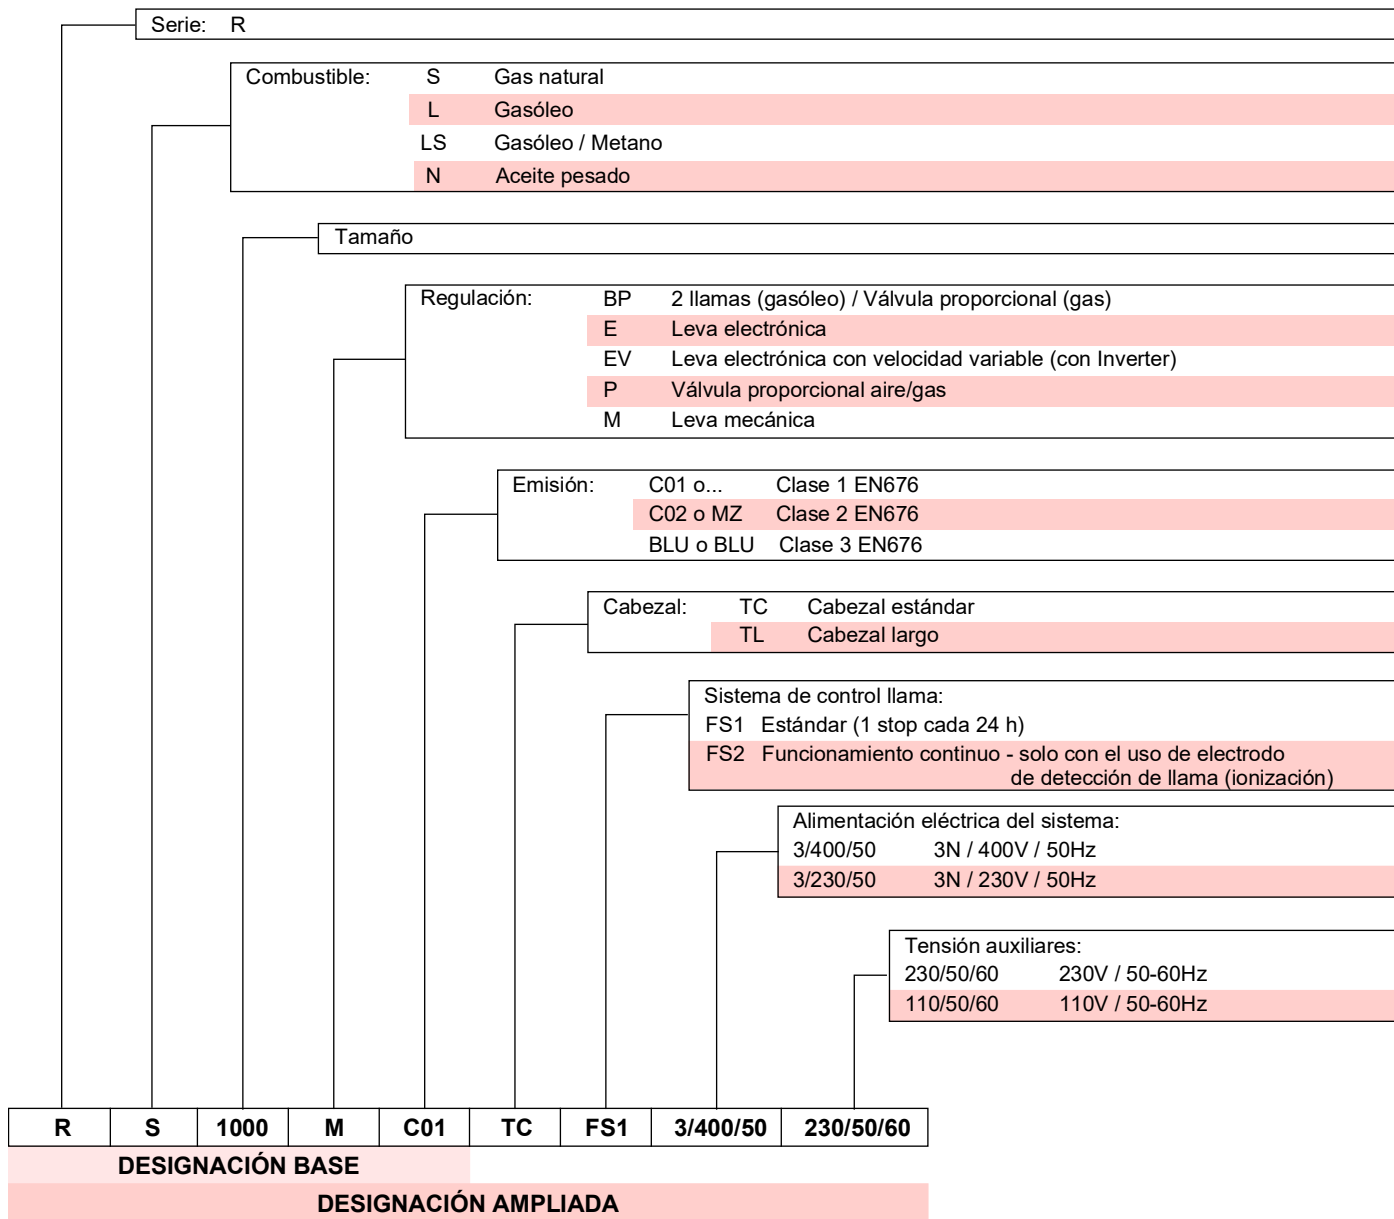 Serie: R
Combustible: S Gas natural
L Gasóleo
LS Gasóleo / Metano
N Aceite pesado
Tamaño
Regulación: BP 2 llamas (gasóleo) / Válvula proporcional (gas)
E Leva electrónica
EV Leva electrónica con velocidad variable (con Inverter)
P Válvula proporcional aire/gas
M Leva mecánica
Emisión: C01 o... Clase 1 EN676
C02 o MZ Clase 2 EN676
BLU o BLU Clase 3 EN676
Cabezal: TC Cabezal estándar
TL Cabezal largo
Sistema de control llama:
FS1 Estándar (1 stop cada 24 h)
FS2 Funcionamiento continuo - solo con el uso de electrodo
de detección de llama (ionización)
Alimentación eléctrica del sistema:
3/400/50 3N / 400V / 50Hz
3/230/50 3N / 230V / 50Hz
Tensión auxiliares:
230/50/60 230V / 50-60Hz
110/50/60 110V / 50-60Hz
R S 1000 M C01 TC FS1 3/400/50 230/50/60
DESIGNACIÓN BASE
DESIGNACIÓN AMPLIADA